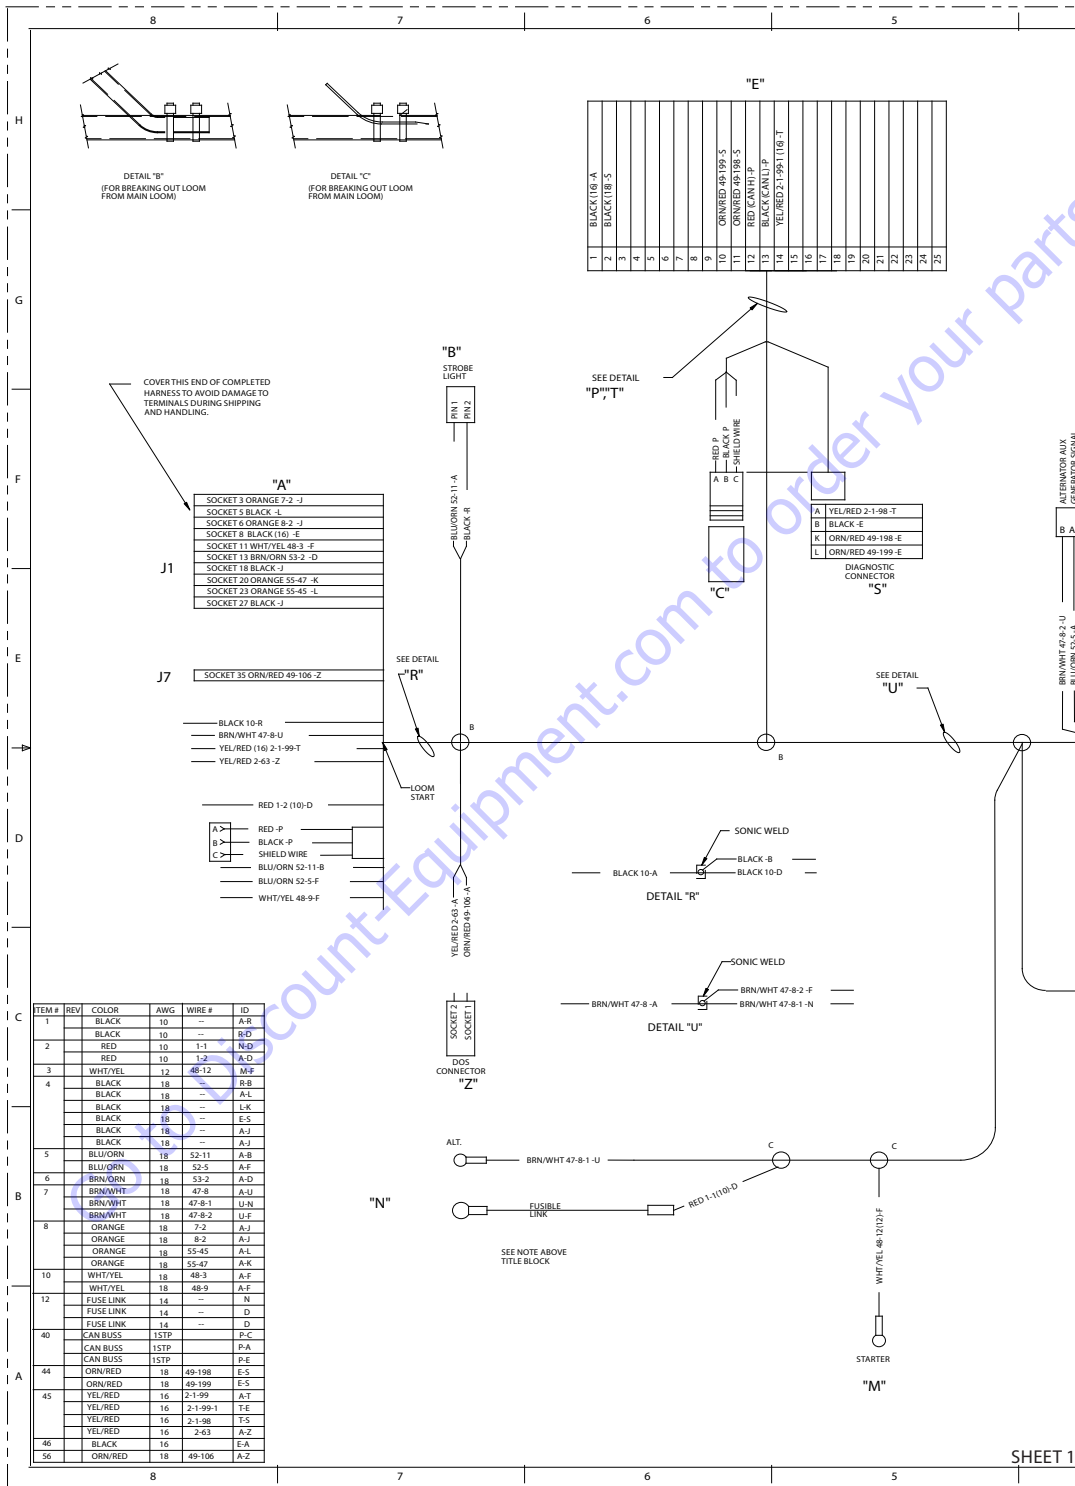 8 7 6 5
H
G
F
E
D
C
B
A
DETAIL "B"
(FOR BREAKING OUT LOOM
FROM MAIN LOOM)
DETAIL "C"
(FOR BREAKING OUT LOOM
FROM MAIN LOOM)
"E"
1 BLACK (16) -A
2 BLACK (18) -S
3
4
5
6
7
8
9
10 ORN/RED 49-199 -S
11 ORN/RED 49-198 -S
12 RED (CAN H) -P
13 BLACK (CAN L) -P
14 YEL/RED 2-1-99-1 (16) -T
15
16
17
18
19
20
21
22
23
24
25
SEE DETAIL
"P""T"
"B"
STROBE
LIGHT
PIN 1
PIN 2
BLU/ORN 52-11 -A
BLACK -R
COVER THIS END OF COMPLETED
HARNESS TO AVOID DAMAGE TO
TERMINALS DURING SHIPPING
AND HANDLING.
"A"
J1
SOCKET 3 ORANGE 7-2 -J
SOCKET 5 BLACK -L
SOCKET 6 ORANGE 8-2 -J
SOCKET 8 BLACK (16) -E
SOCKET 11 WHT/YEL 48-3 -F
SOCKET 13 BRN/ORN 53-2 -D
SOCKET 18 BLACK -J
SOCKET 20 ORANGE 55-47 -K
SOCKET 23 ORANGE 55-45 -L
SOCKET 27 BLACK -J
J7
SOCKET 35 ORN/RED 49-106 -Z
SEE DETAIL
"R"
RED P
BLACK P
SHIELD WIRE
A B C
"C"
A YEL/RED 2-1-98 -T
B BLACK -E
K ORN/RED 49-198 -E
L ORN/RED 49-199 -E
DIAGNOSTIC
CONNECTOR
"S"
ALTERNATOR AUX
GENERATOR SIGNAL
B A
BRN/WHT 47-8-2 -U
BLU/ORN 52-5 -A
SEE DETAIL
"U"
B
B
BLACK 10-R
BRN/WHT 47-8-U
YEL/RED (16) 2-1-99-T
YEL/RED 2-63 -Z
LOOM
START
RED 1-2 (10)-D
A RED -P
B BLACK -P
C SHIELD WIRE
BLU/ORN 52-11-B
BLU/ORN 52-5-F
WHT/YEL 48-9-F
YEL/RED 2-63 -A
ORN/RED 49-106 -A
SOCKET 2
SOCKET 1
DOS
CONNECTOR
"Z"
SONIC WELD
BLACK 10-A
BLACK -B
BLACK 10-D
DETAIL "R"
SONIC WELD
BRN/WHT 47-8 -A
BRN/WHT 47-8-2 -F
BRN/WHT 47-8-1 -N
DETAIL "U"
ITEM # REV COLOR AWG WIRE # ID
1 BLACK 10 -- A-R
BLACK 10 -- R-D
2 RED 10 1-1 N-D
RED 10 1-2 A-D
3 WHT/YEL 12 48-12 M-F
4 BLACK 18 -- R-B
BLACK 18 -- A-L
BLACK 18 -- L-K
BLACK 18 -- E-S
BLACK 18 -- A-J
BLACK 18 -- A-J
5 BLU/ORN 18 52-11 A-B
BLU/ORN 18 52-5 A-F
6 BRN/ORN 18 53-2 A-D
7 BRN/WHT 18 47-8 A-U
BRN/WHT 18 47-8-1 U-N
BRN/WHT 18 47-8-2 U-F
8 ORANGE 18 7-2 A-J
ORANGE 18 8-2 A-J
ORANGE 18 55-45 A-L
ORANGE 18 55-47 A-K
10 WHT/YEL 18 48-3 A-F
WHT/YEL 18 48-9 A-F
12 FUSE LINK 14 -- N
FUSE LINK 14 -- D
FUSE LINK 14 -- D
40 CAN BUSS 1STP P-C
CAN BUSS 1STP P-A
CAN BUSS 1STP P-E
44 ORN/RED 18 49-198 E-S
ORN/RED 18 49-199 E-S
45 YEL/RED 16 2-1-99 A-T
YEL/RED 16 2-1-99-1 T-E
YEL/RED 16 2-1-98 T-S
YEL/RED 16 2-63 A-Z
46 BLACK 16 E-A
56 ORN/RED 18 49-106 A-Z
ALT.
BRN/WHT 47-8-1 -U
C
C
"N"
FUSIBLE
LINK
RED 1-1(10)-D
SEE NOTE ABOVE
TITLE BLOCK
WHT/YEL 48-12(12)-F
STARTER
"M"
SHEET 1
8 7 6 5
Go to Discount-Equipment.com to order your parts